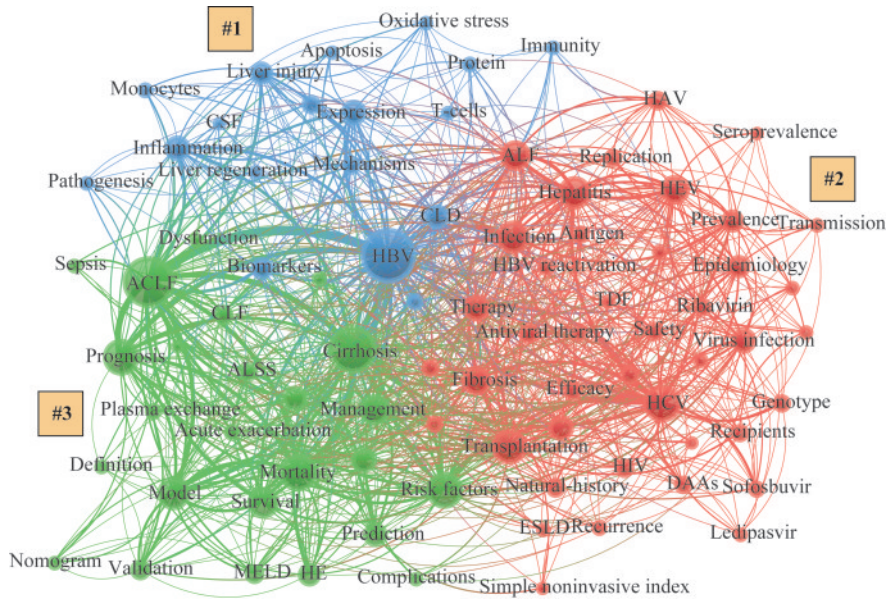 #1
Oxidative stress
Apoptosis
Immunity
Liver injury
Protein
Monocytes
HAV
Expression
T-cells
CSF
Seroprevalence
Inflammation
ALF
Replication
Mechanisms
Liver regeneration
#2
Pathogenesis
Hepatitis
HEV
CLD
Prevalence
Transmission
Dysfunction
Infection
Antigen
HBV
Sepsis
Biomarkers
HBV reactivation
Epidemiology
ACLF
Therapy
TDF
Ribavirin
CLF
Antiviral therapy
Safety
Virus infection
Prognosis
Cirrhosis
ALSS
Fibrosis
Efficacy
#3
Plasma exchange
Management
HCV
Genotype
Acute exacerbation
Transplantation
Recipients
Definition
Mortality
HIV
Model
Risk factors
Natural-history
DAAs
Sofosbuvir
Survival
Prediction
ESLD
Recurrence
Ledipasvir
Nomogram
Validation
MELD
HE
Complications
Simple noninvasive index